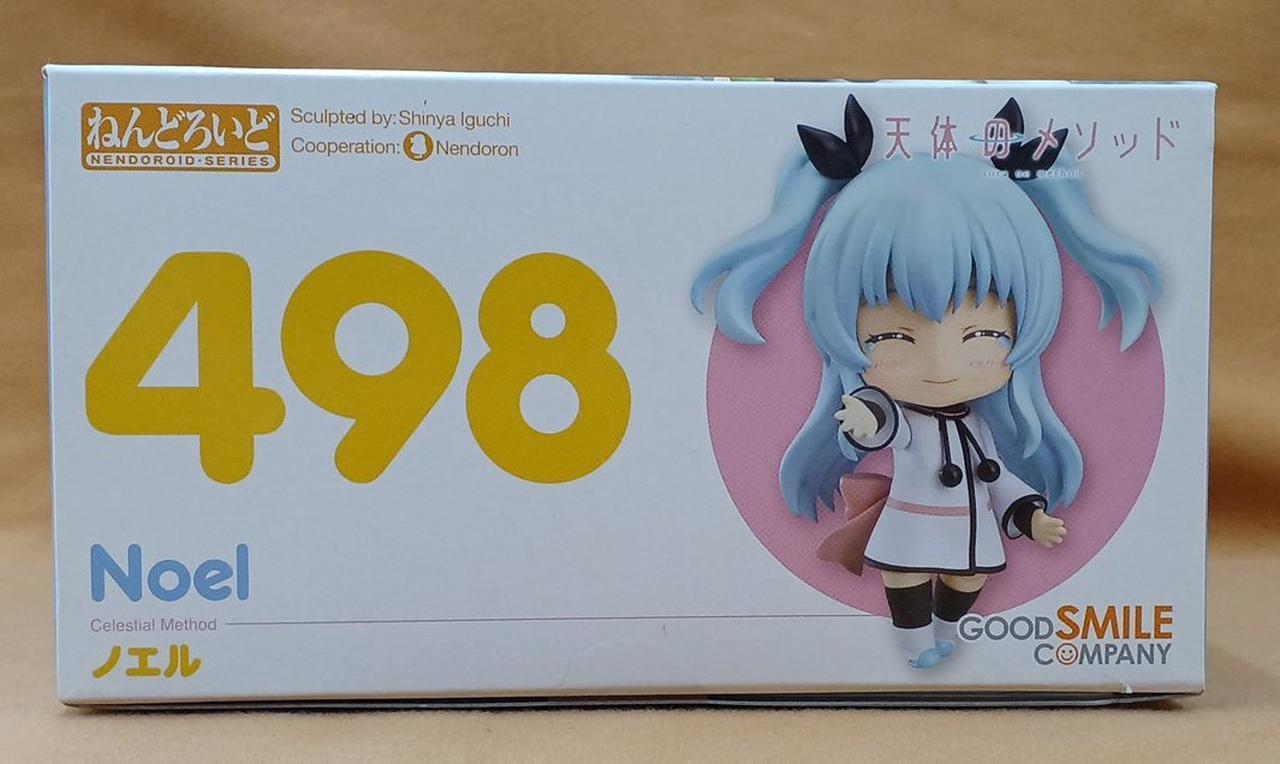 ねんどろいど
NENDOROID·SERIES
Sculpted by: Shinya Iguchi
Cooperation: Nendoron
天体のメソッド
sora no method
498
Noel
Celestial Method
ノエル
GOOD SMILE
COMPANY